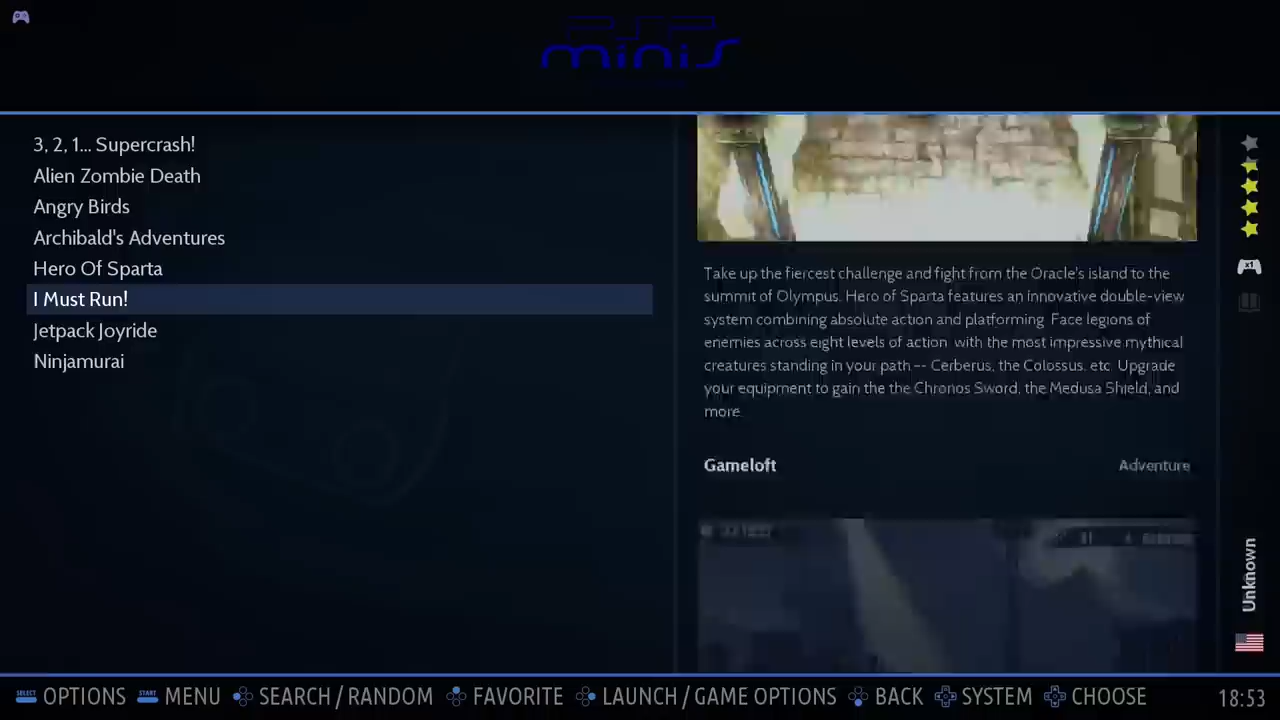 PSP
minis
3, 2, 1... Supercrash!
Alien Zombie Death
Angry Birds
Archibald's Adventures
Hero Of Sparta
I Must Run!
Jetpack Joyride
Ninjamurai
Take up the fiercest challenge and fight from the Oracle's island to the
summit of Olympus. Hero of Sparta features an innovative double-view
system combining absolute action and platforming. Face legions of
enemies across eight levels of action with the most impressive mythical
creatures standing in your path -- Cerberus, the Colossus, etc. Upgrade
your equipment to gain the the Chronos Sword, the Medusa Shield, and
more.
Gameloft
Adventure
x1
Unknown
SELECT OPTIONS START MENU SEARCH / RANDOM FAVORITE LAUNCH / GAME OPTIONS BACK SYSTEM CHOOSE 18:53